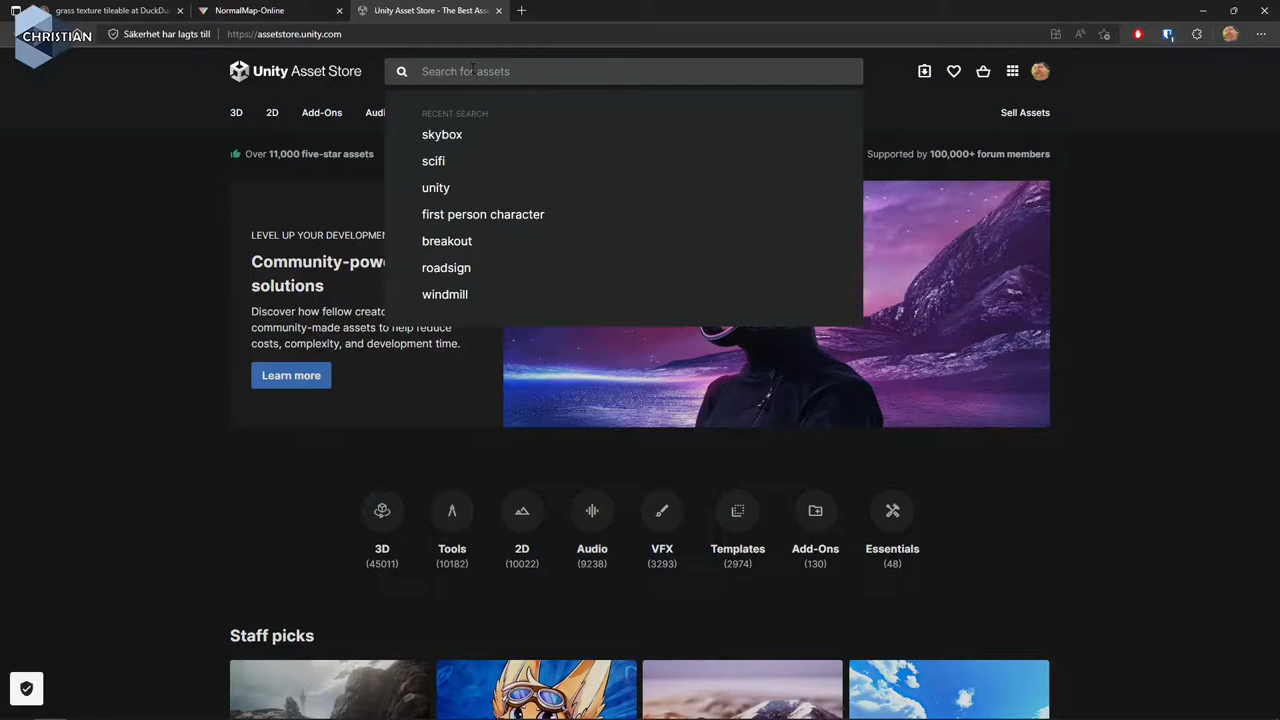 grass texture tileable at DuckDu
NormalMap-Online
Unity Asset Store - The Best Ass
CHRISTIAN
Säkerhet har lagts till
https://assetstore.unity.com
Unity Asset Store
Search for assets
3D
2D
Add-Ons
Audi
Sell Assets
RECENT SEARCH
skybox
scifi
unity
first person character
breakout
roadsign
windmill
Over 11,000 five-star assets
Supported by 100,000+ forum members
LEVEL UP YOUR DEVELOPMEN
Community-powe
solutions
Discover how fellow creato
community-made assets to help reduce
costs, complexity, and development time.
Learn more
3D
(45011)
Tools
(10182)
2D
(10022)
Audio
(9238)
VFX
(3293)
Templates
(2974)
Add-Ons
(130)
Essentials
(48)
Staff picks